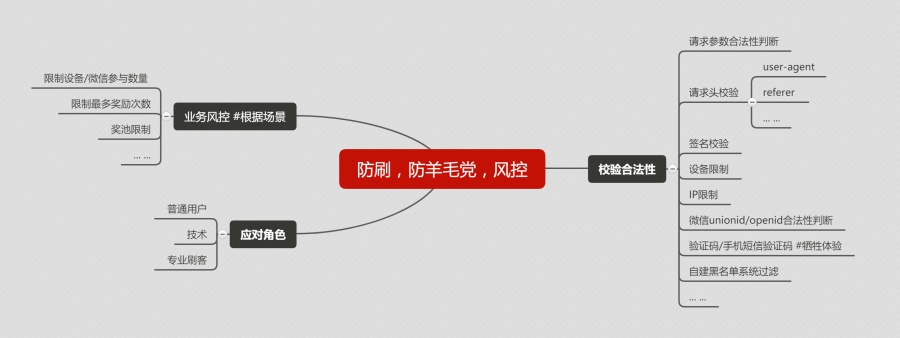 防刷，防羊毛党，风控
业务风控 #根据场景
限制设备/微信参与数量
限制最多奖励次数
奖池限制
... ...
应对角色
普通用户
技术
专业刷客
校验合法性
请求参数合法性判断
请求头校验
user-agent
referer
... ...
签名校验
设备限制
IP限制
微信unionid/openid合法性判断
验证码/手机短信验证码 #牺牲体验
自建黑名单系统过滤
... ...